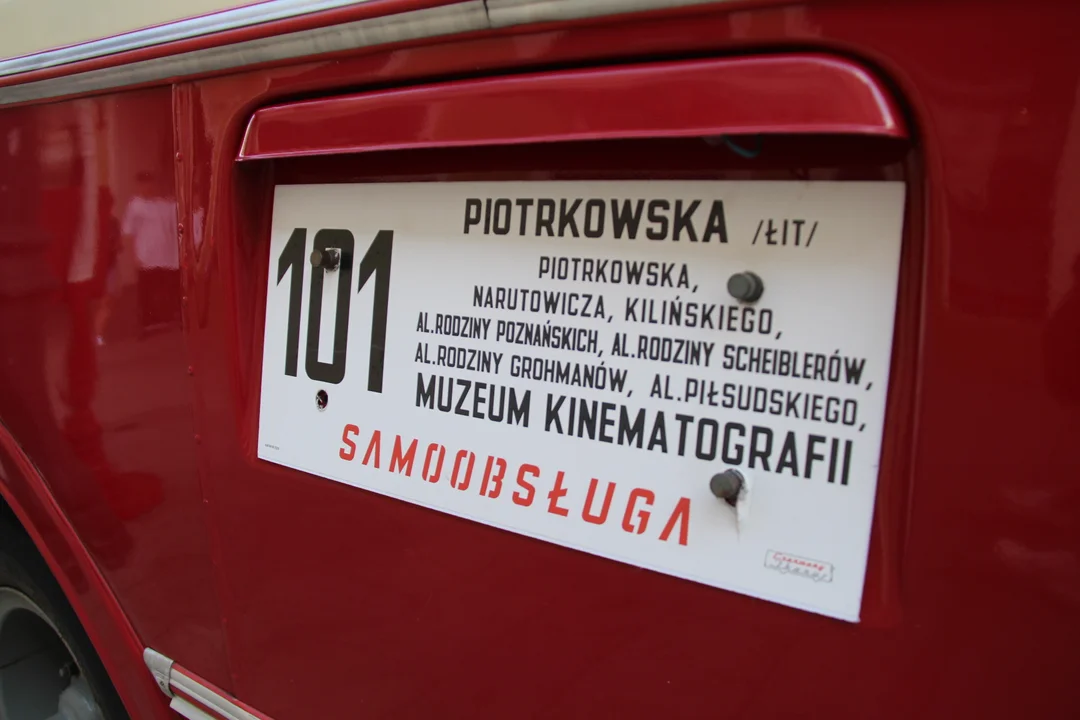 101
PIOTRKOWSKA /ŁIT/
PIOTRKOWSKA,
NARUTOWICZA, KILIŃSKIEGO,
AL.RODZINY POZNAŃSKICH, AL.RODZINY SCHEIBLERÓW,
AL.RODZINY GROHMANÓW, AL.PIŁSUDSKIEGO,
MUZEUM KINEMATOGRAFII
SAMOOBSŁUGA